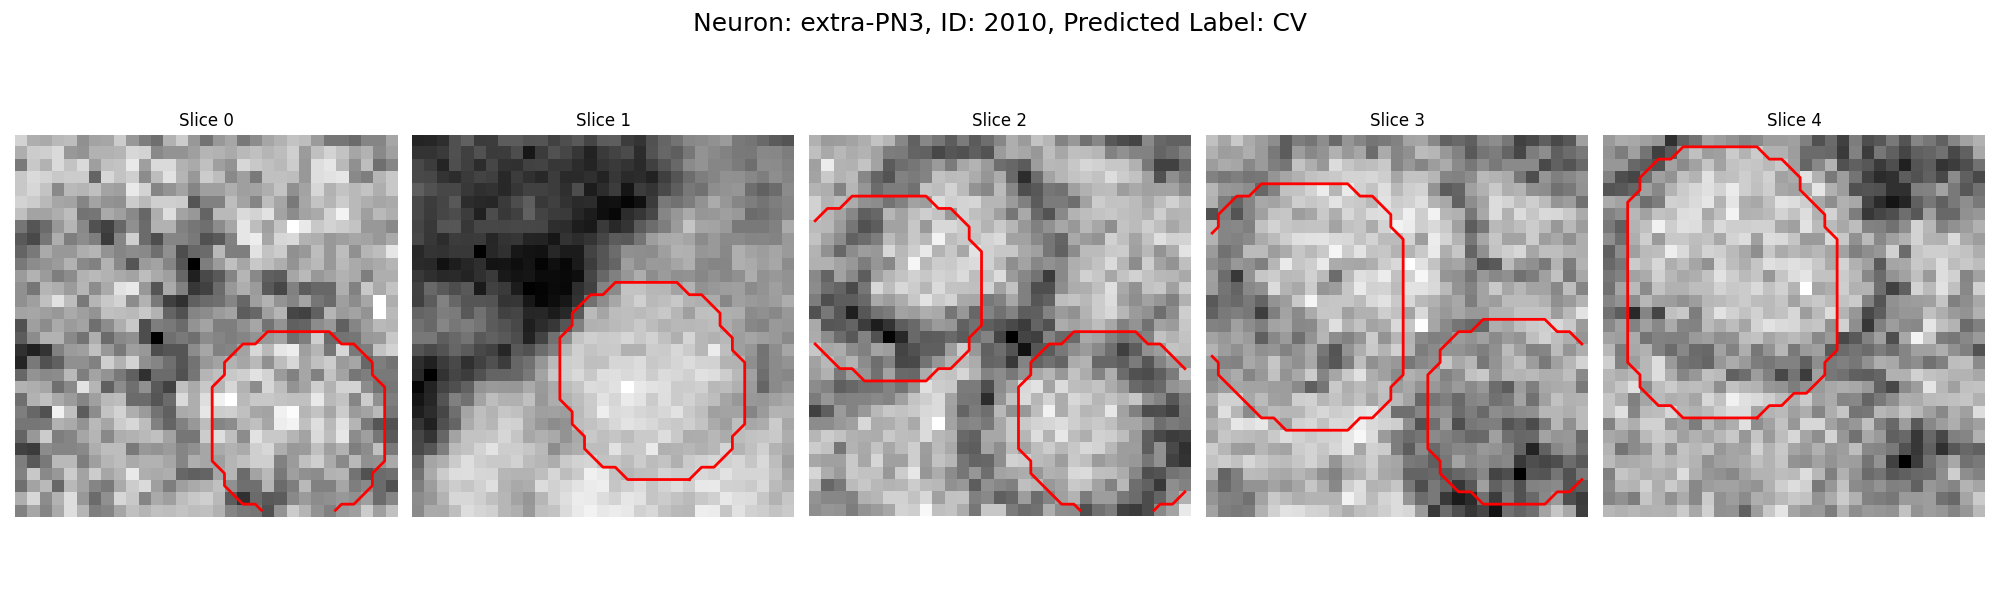 Neuron: extra-PN3, ID: 2010, Predicted Label: CV
Slice 0
Slice 1
Slice 2
Slice 3
Slice 4